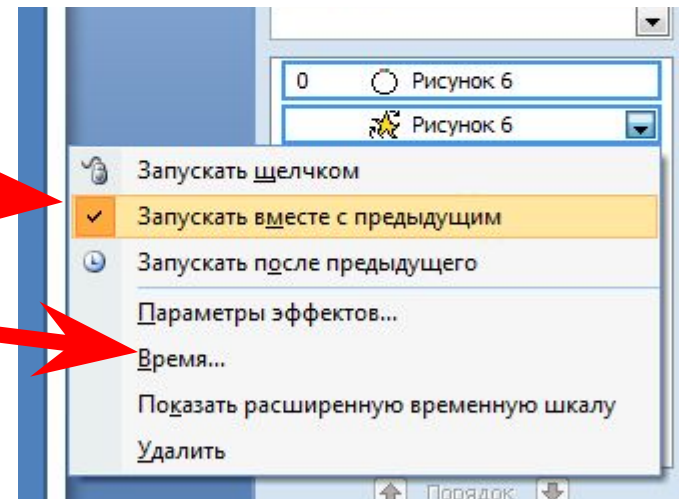 0 Рисунок 6
Рисунок 6
Запускать щелчком
Запускать вместе с предыдущим
Запускать после предыдущего
Параметры эффектов...
Время...
Показать расширенную временную шкалу
Удалить
Порядок